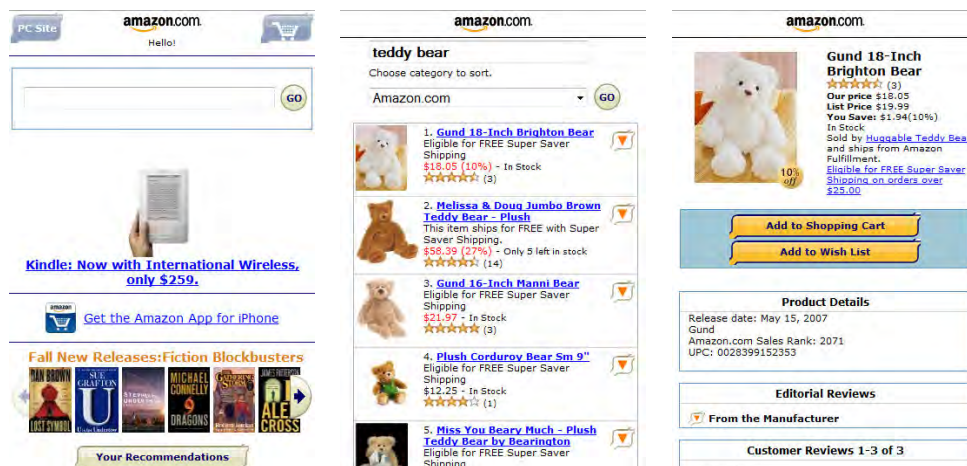 PC Site
amazon.com
Hello!
GO
Kindle: Now with International Wireless,
only $259.
amazon
Get the Amazon App for iPhone
Fall New Releases:Fiction Blockbusters
DAN BROWN
LOST SYMBOL
SUE
GRAFTON
U
MICHAEL
CONNELLY
9
DRAGONS
GATHERING
STORM
JAMES PATTERSON
ALEX
CROSS
Your Recommendations
amazon.com
teddy bear
Choose category to sort.
Amazon.com
GO
1. Gund 18-Inch Brighton Bear
Eligible for FREE Super Saver
Shipping
$18.05 (10%) - In Stock
(3)
2. Melissa & Doug Jumbo Brown
Teddy Bear - Plush
This item ships for FREE with Super
Saver Shipping.
$58.39 (27%) - Only 5 left in stock
(14)
3. Gund 16-Inch Manni Bear
Eligible for FREE Super Saver
Shipping
$21.97 - In Stock
(3)
4. Plush Corduroy Bear Sm 9"
Eligible for FREE Super Saver
Shipping
$12.25 - In Stock
(1)
5. Miss You Beary Much - Plush
Teddy Bear by Bearington
Eligible for FREE Super Saver
Shipping
amazon.com
Gund 18-Inch
Brighton Bear
(3)
Our price $18.05
List Price $19.99
You Save: $1.94(10%)
In Stock
Sold by Huggable Teddy Bea
and ships from Amazon
Fulfillment.
Eligible for FREE Super Saver
Shipping on orders over
$25.00
10%
off
Add to Shopping Cart
Add to Wish List
Product Details
Release date: May 15, 2007
Gund
Amazon.com Sales Rank: 2071
UPC: 0028399152353
Editorial Reviews
From the Manufacturer
Customer Reviews 1-3 of 3